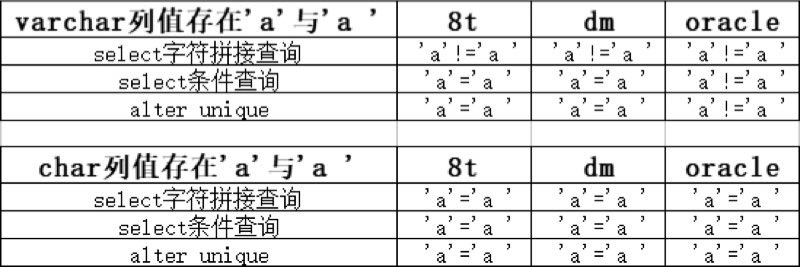 varchar列值存在'a'与'a ' 8t dm oracle
select字符拼接查询 'a'!='a ' 'a'!='a ' 'a'!='a '
select条件查询 'a'='a ' 'a'='a ' 'a'!='a '
alter unique 'a'='a ' 'a'='a ' 'a'!='a '
char列值存在'a'与'a ' 8t dm oracle
select字符拼接查询 'a'='a ' 'a'='a ' 'a'='a '
select条件查询 'a'='a ' 'a'='a ' 'a'='a '
alter unique 'a'='a ' 'a'='a ' 'a'='a '